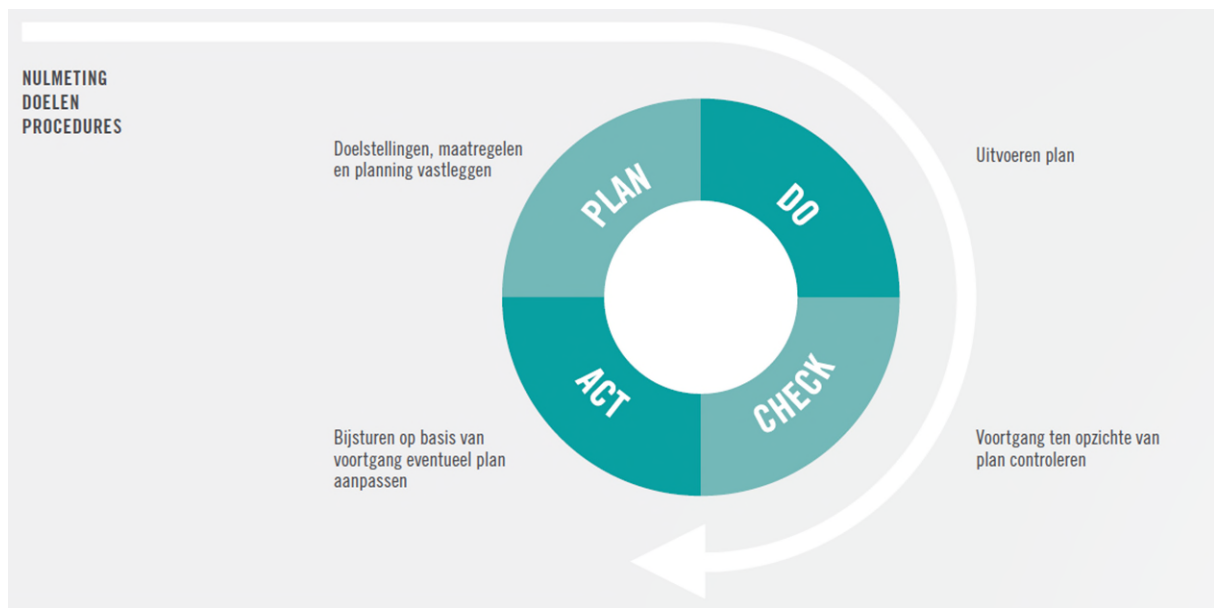 NULMETING
DOELEN
PROCEDURES
Doelstellingen, maatregelen
en planning vastleggen
PLAN
DO
Uitvoeren plan
ACT
CHECK
Bijsturen op basis van
voortgang eventueel plan
aanpassen
Voortgang ten opzichte van
plan controleren